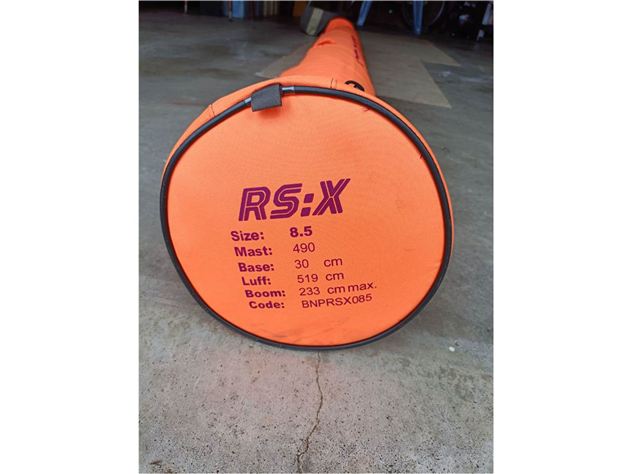 RS:X
Size: 8.5
Mast: 490
Base: 30 cm
Luff: 519 cm
Boom: 233 cm max.
Code: BNPRSX085